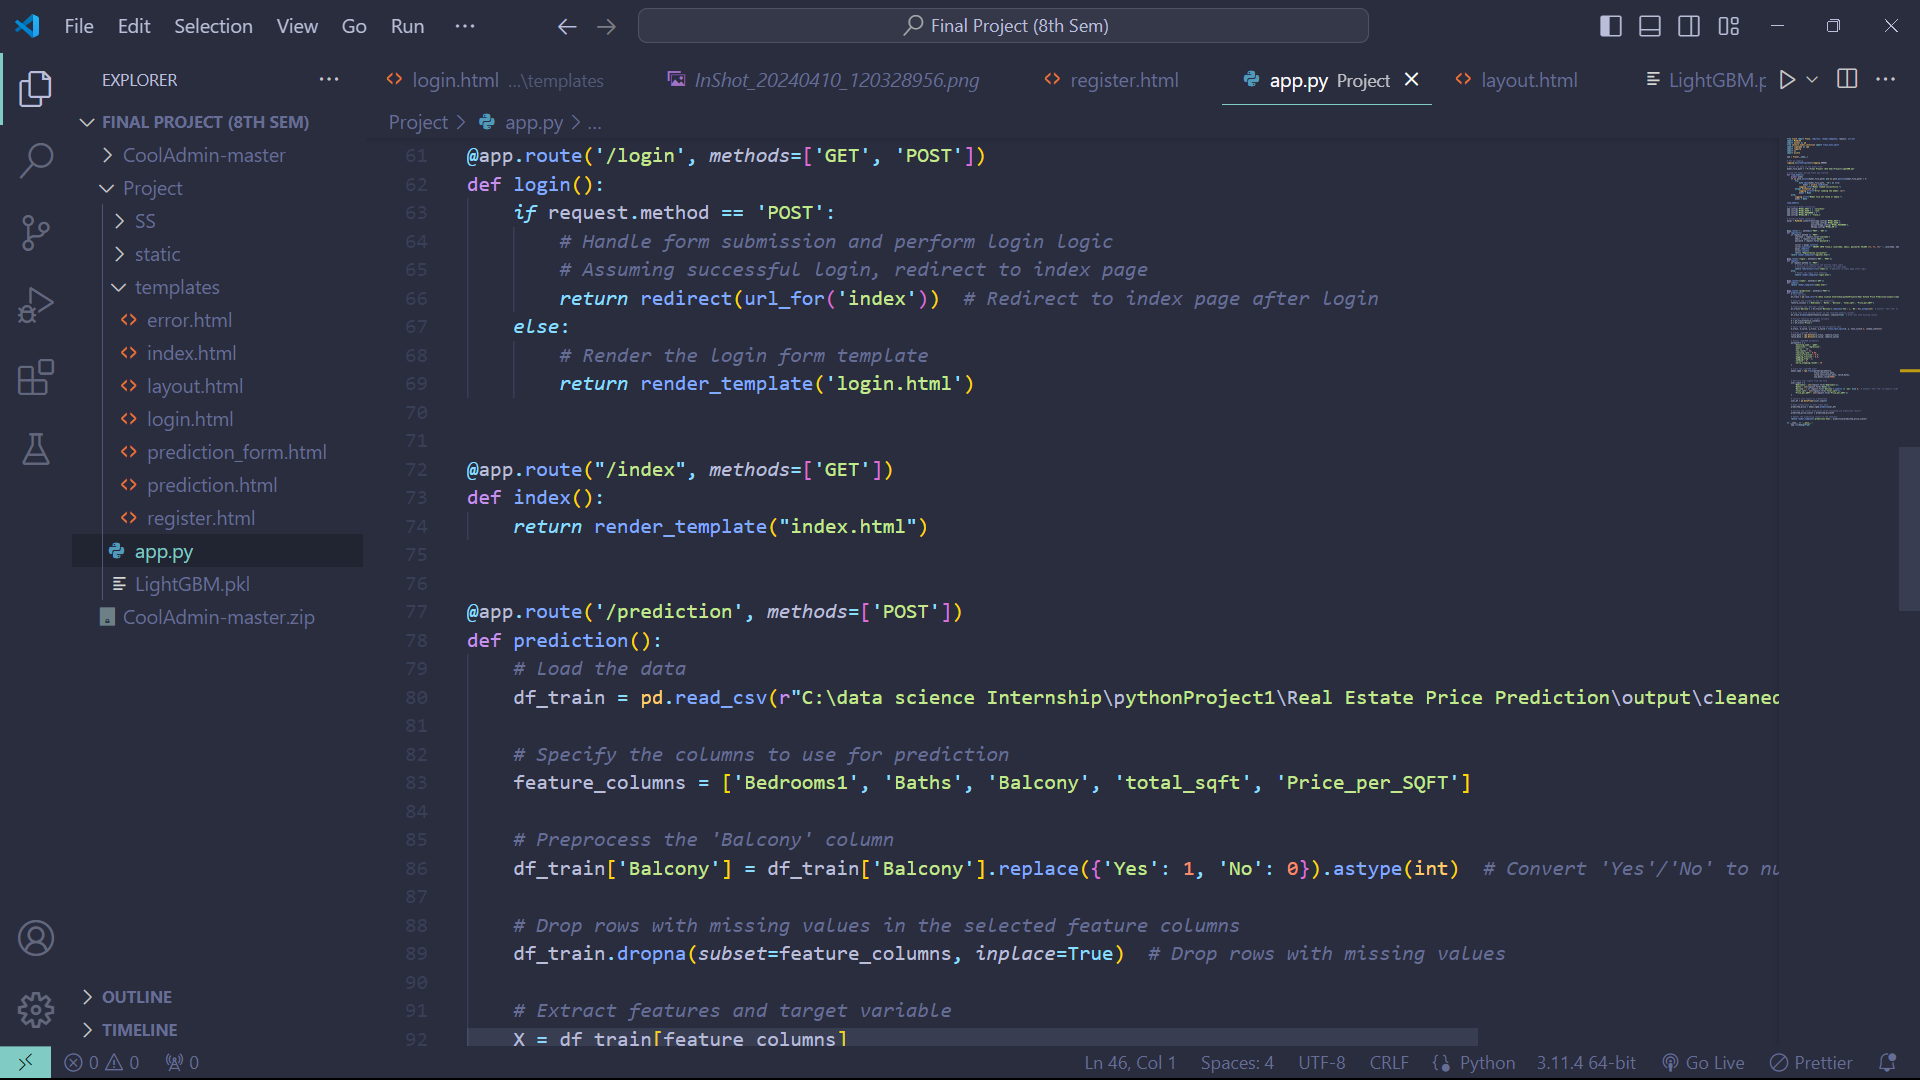 File Edit Selection View Go Run ··· Final Project (8th Sem)
EXPLORER ···
FINAL PROJECT (8TH SEM)
CoolAdmin-master
Project
SS
static
templates
error.html
index.html
layout.html
login.html
prediction_form.html
prediction.html
register.html
app.py
LightGBM.pkl
CoolAdmin-master.zip
OUTLINE
TIMELINE
login.html ...\templates InShot_20240410_120328956.png register.html app.py Project layout.html LightGBM.p
Project > app.py > ...
61 @app.route('/login', methods=['GET', 'POST'])
62 def login():
63     if request.method == 'POST':
64         # Handle form submission and perform login logic
65         # Assuming successful login, redirect to index page
66         return redirect(url_for('index'))  # Redirect to index page after login
67     else:
68         # Render the login form template
69         return render_template('login.html')
70
71
72 @app.route("/index", methods=['GET'])
73 def index():
74     return render_template("index.html")
75
76
77 @app.route('/prediction', methods=['POST'])
78 def prediction():
79     # Load the data
80     df_train = pd.read_csv(r"C:\data science Internship\pythonProject1\Real Estate Price Prediction\output\cleaned
81
82     # Specify the columns to use for prediction
83     feature_columns = ['Bedrooms1', 'Baths', 'Balcony', 'total_sqft', 'Price_per_SQFT']
84
85     # Preprocess the 'Balcony' column
86     df_train['Balcony'] = df_train['Balcony'].replace({'Yes': 1, 'No': 0}).astype(int)  # Convert 'Yes'/'No' to nu
87
88     # Drop rows with missing values in the selected feature columns
89     df_train.dropna(subset=feature_columns, inplace=True)  # Drop rows with missing values
90
91     # Extract features and target variable
92     X = df_train[feature_columns]
0 0 0 Ln 46, Col 1 Spaces: 4 UTF-8 CRLF Python 3.11.4 64-bit Go Live Prettier